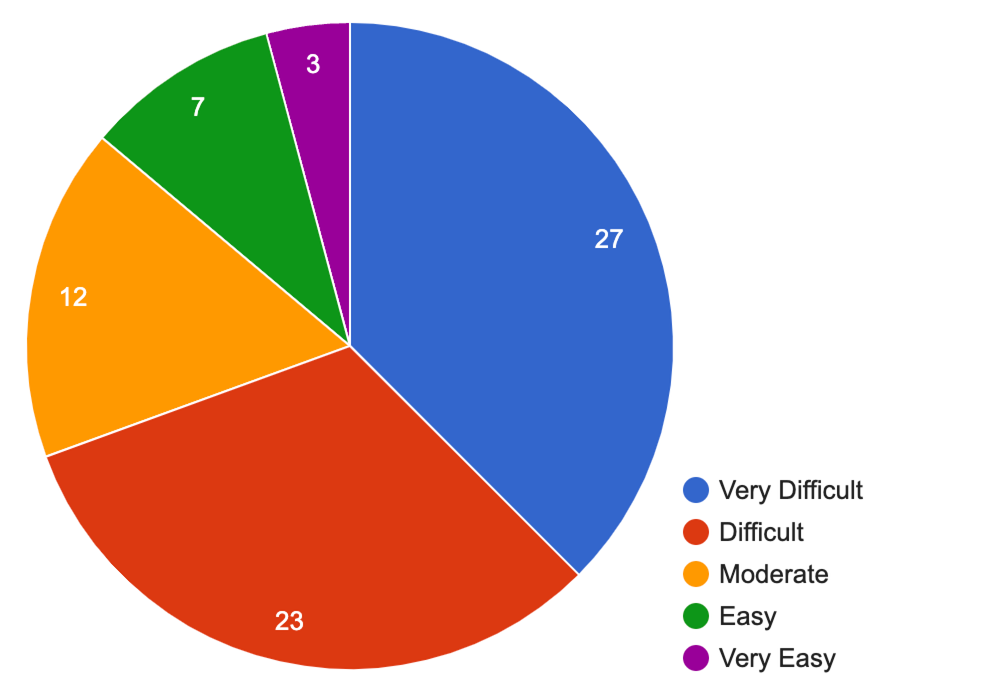 3
7
27
12
23
Very Difficult
Difficult
Moderate
Easy
Very Easy